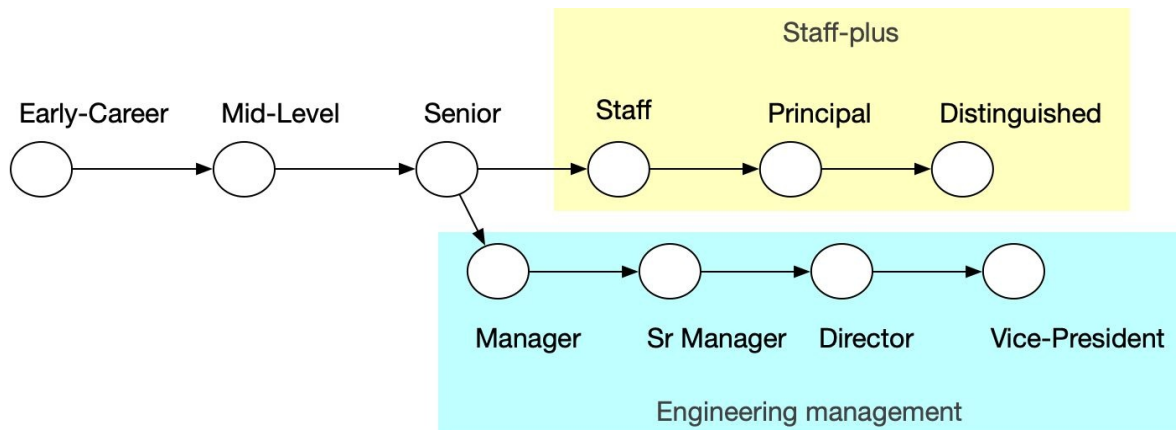 Staff-plus
Early-Career
Mid-Level
Senior
Staff
Principal
Distinguished
Manager
Sr Manager
Director
Vice-President
Engineering management